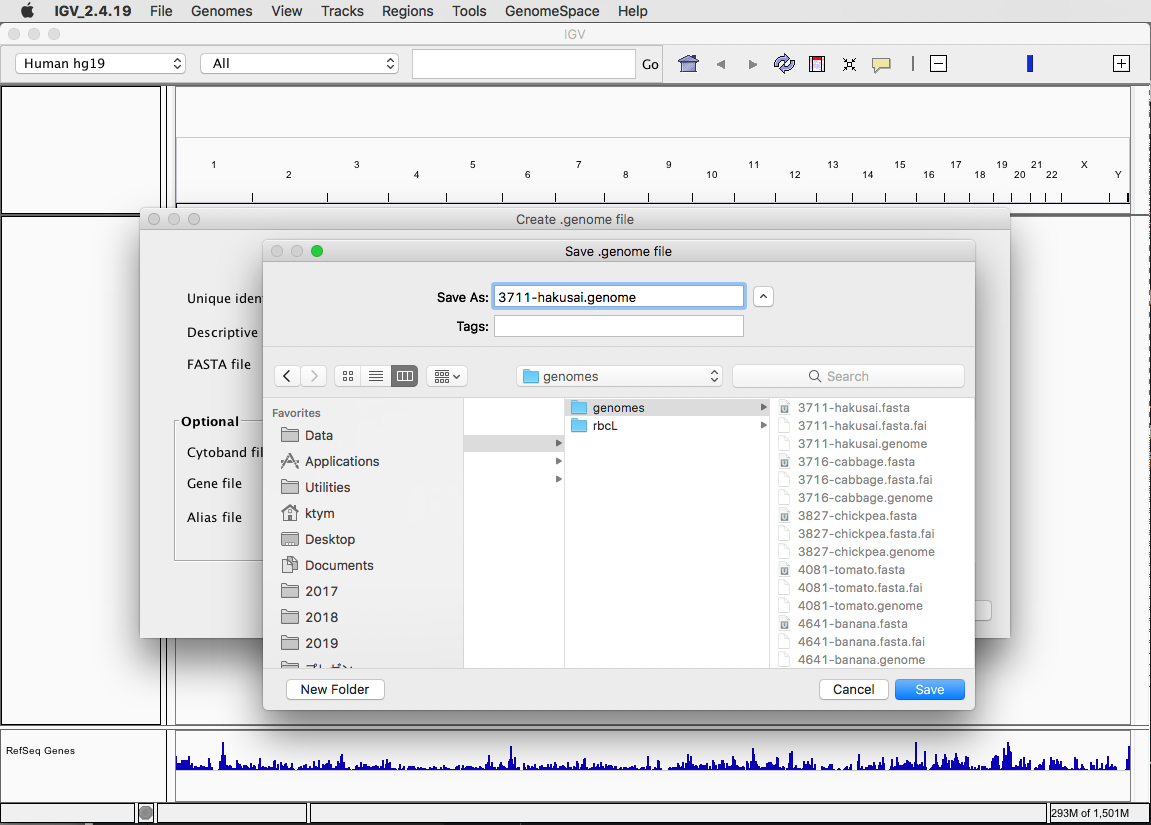 IGV_2.4.19 File Genomes View Tracks Regions Tools GenomeSpace Help
IGV
Human hg19 All Go
1 3 5 7 9 11 13 15 17 19 21 X
2 4 6 8 10 12 14 16 18 20 22 Y
Create .genome file
Save .genome file
Unique iden
Descriptive
FASTA file
Optional
Cytoband fil
Gene file
Alias file
Save As: 3711-hakusai.genome
Tags:
genomes Search
Favorites
Data
Applications
Utilities
ktym
Desktop
Documents
2017
2018
2019
genomes
rbcL
3711-hakusai.fasta
3711-hakusai.fasta.fai
3711-hakusai.genome
3716-cabbage.fasta
3716-cabbage.fasta.fai
3716-cabbage.genome
3827-chickpea.fasta
3827-chickpea.fasta.fai
3827-chickpea.genome
4081-tomato.fasta
4081-tomato.fasta.fai
4081-tomato.genome
4641-banana.fasta
4641-banana.fasta.fai
4641-banana.genome
New Folder Cancel Save
RefSeq Genes
293M of 1,501M